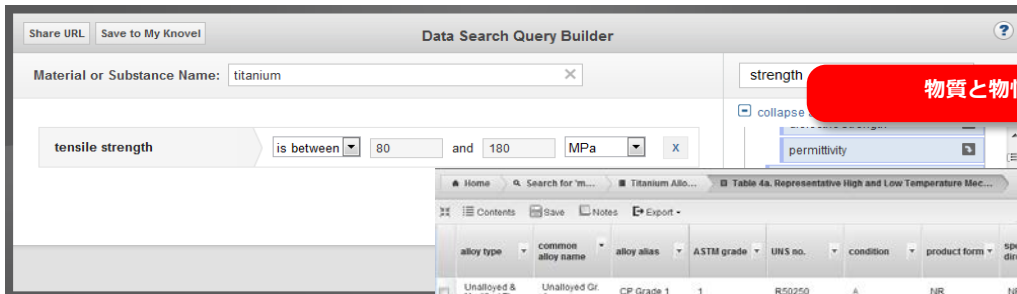 Share URL Save to My Knovel Data Search Query Builder ?
Material or Substance Name: titanium
strength
物質と物
collapse
tensile strength is between 80 and 180 MPa X
permittivity
Home Search for 'm... Titanium Allo... Table 4a. Representative High and Low Temperature Mec...
Contents Save Notes Export
alloy type common alloy name alloy alias ASTM grade UNS no. condition product form
Unalloyed & Unalloyed Gr. CP Grade 1 1 R50250 A NR